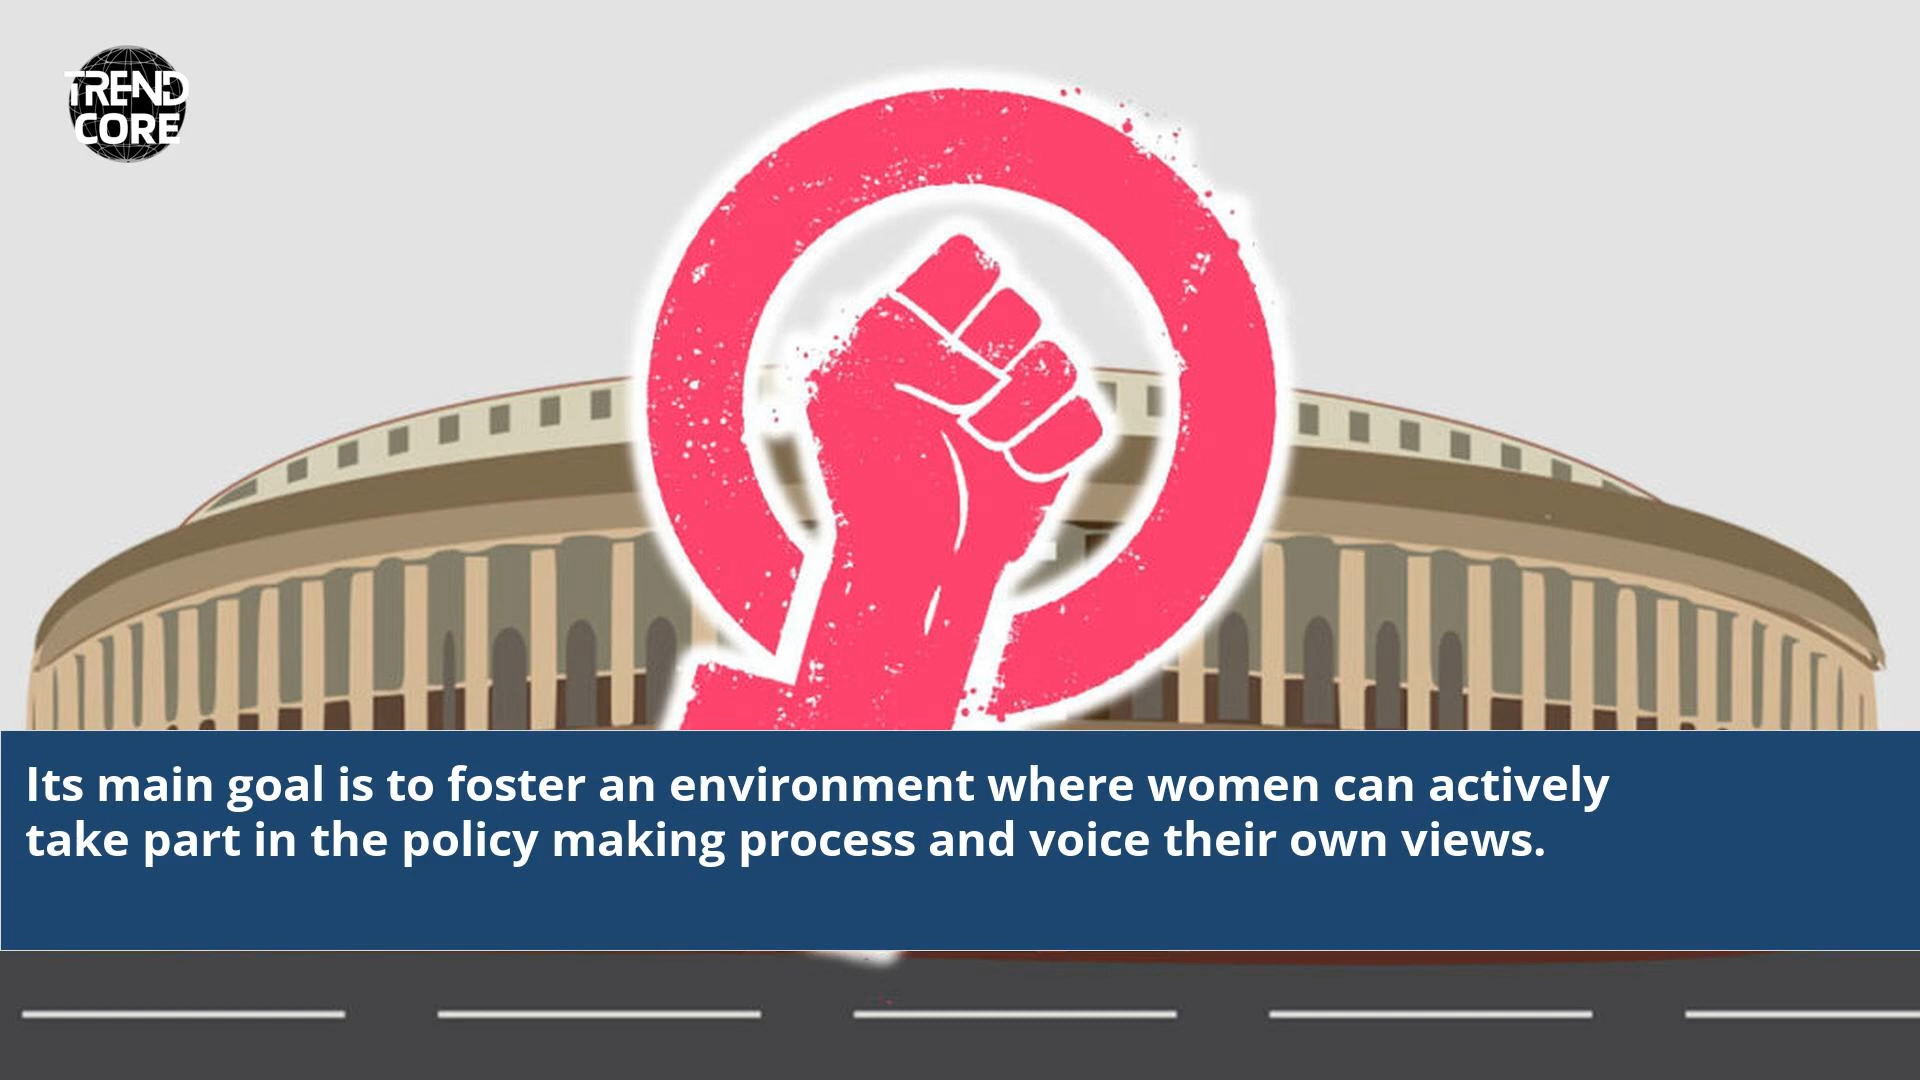 TREND
CORE
Its main goal is to foster an environment where women can actively
take part in the policy making process and voice their own views.